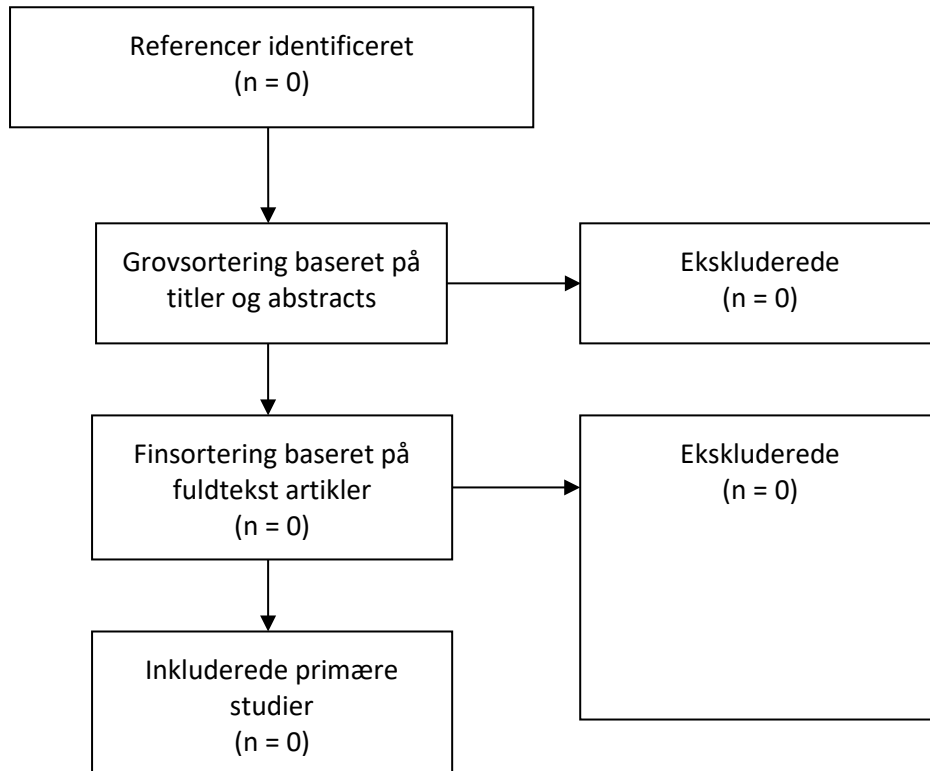 Referencer identificeret
(n = 0)
Grovsortering baseret på
titler og abstracts
Ekskluderede
(n = 0)
Finsortering baseret på
fuldtekst artikler
(n = 0)
Ekskluderede
(n = 0)
Inkluderede primære
studier
(n = 0)